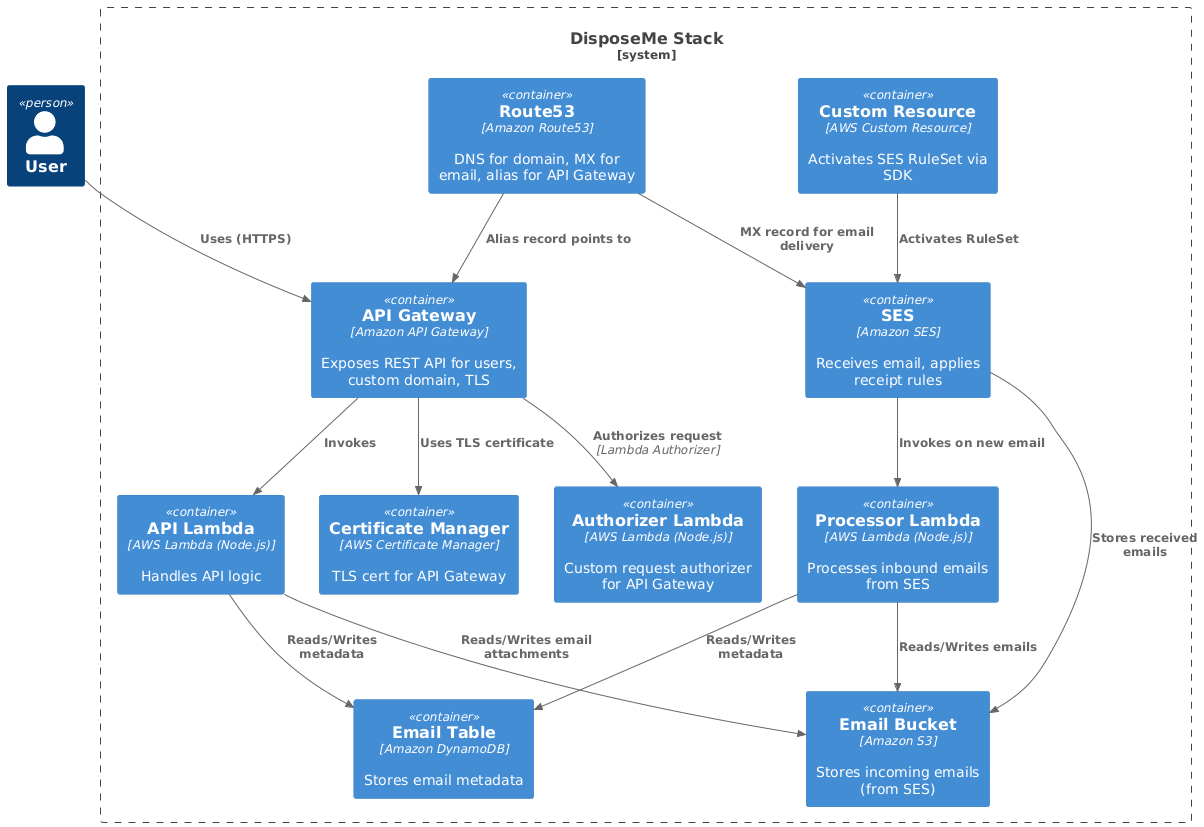 DisposeMe Stack
[system]
«person»
User
«container»
Route53
[Amazon Route53]
DNS for domain, MX for
email, alias for API Gateway
«container»
Custom Resource
[AWS Custom Resource]
Activates SES RuleSet via
SDK
Uses (HTTPS)
Alias record points to
MX record for email
delivery
Activates RuleSet
«container»
API Gateway
[Amazon API Gateway]
Exposes REST API for users,
custom domain, TLS
«container»
SES
[Amazon SES]
Receives email, applies
receipt rules
Invokes
Uses TLS certificate
Authorizes request
[Lambda Authorizer]
Invokes on new email
Stores received
emails
«container»
API Lambda
[AWS Lambda (Node.js)]
Handles API logic
«container»
Certificate Manager
[AWS Certificate Manager]
TLS cert for API Gateway
«container»
Authorizer Lambda
[AWS Lambda (Node.js)]
Custom request authorizer
for API Gateway
«container»
Processor Lambda
[AWS Lambda (Node.js)]
Processes inbound emails
from SES
Reads/Writes
metadata
Reads/Writes email
attachments
Reads/Writes
metadata
Reads/Writes emails
«container»
Email Table
[Amazon DynamoDB]
Stores email metadata
«container»
Email Bucket
[Amazon S3]
Stores incoming emails
(from SES)